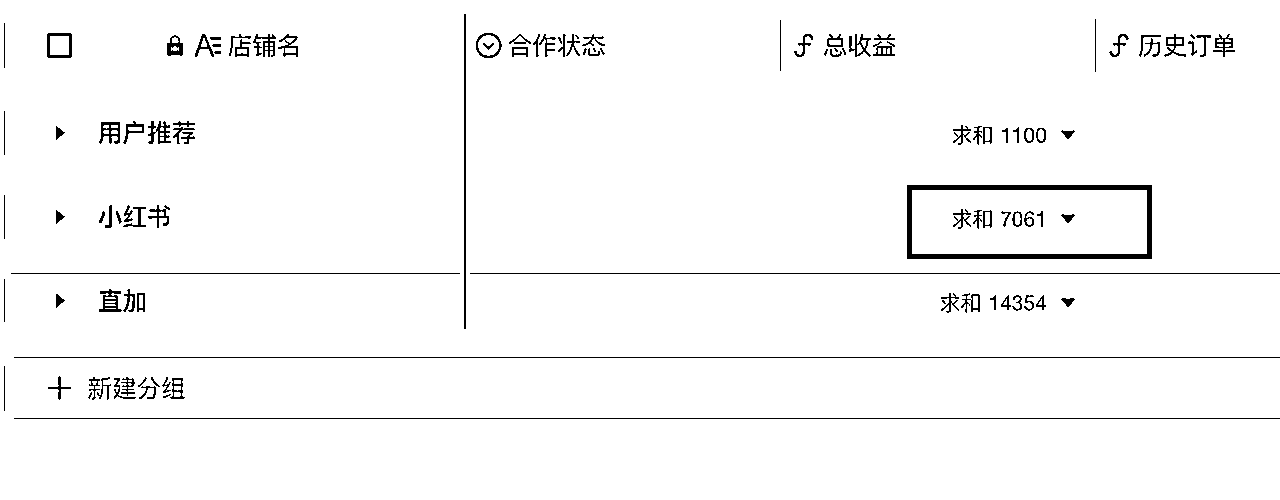 店铺名 合作状态 总收益 历史订单
用户推荐 求和 1100
小红书 求和 7061
直加 求和 14354
新建分组